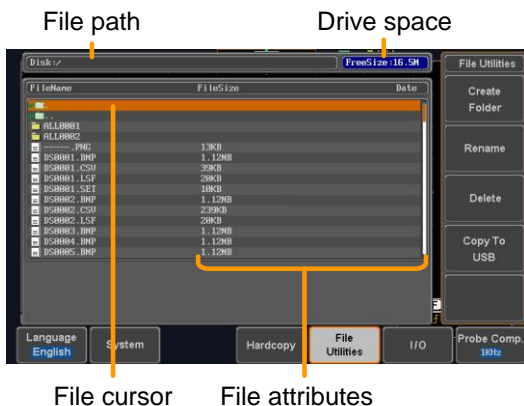 File path Drive space
Disk:/ FreeSize:16.5M File Utilities
FileName FileSize Date
Create Folder
.
..
ALL0001
ALL0002
-----.PNG 13KB
Rename
DS0001.BMP 1.12MB
DS0001.CSV 39KB
DS0001.LSF 20KB
DS0001.SET 10KB
Delete
DS0002.BMP 1.12MB
DS0002.CSV 239KB
DS0002.LSF 20KB
DS0003.BMP 1.12MB
DS0004.BMP 1.12MB
DS0005.BMP 1.12MB
Copy To USB
Language English System Hardcopy File Utilities I/O Probe Comp. 1KHz
File cursor File attributes